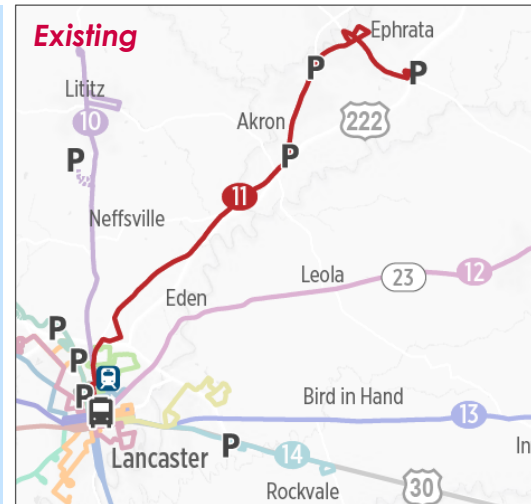 Existing
Ephrata
P
P
Lititz
10
Akron
222
P
P
11
Neffsville
Leola
23
12
Eden
P
P
P
Bird in Hand
13
Lancaster
P
14
In
Rockvale
30